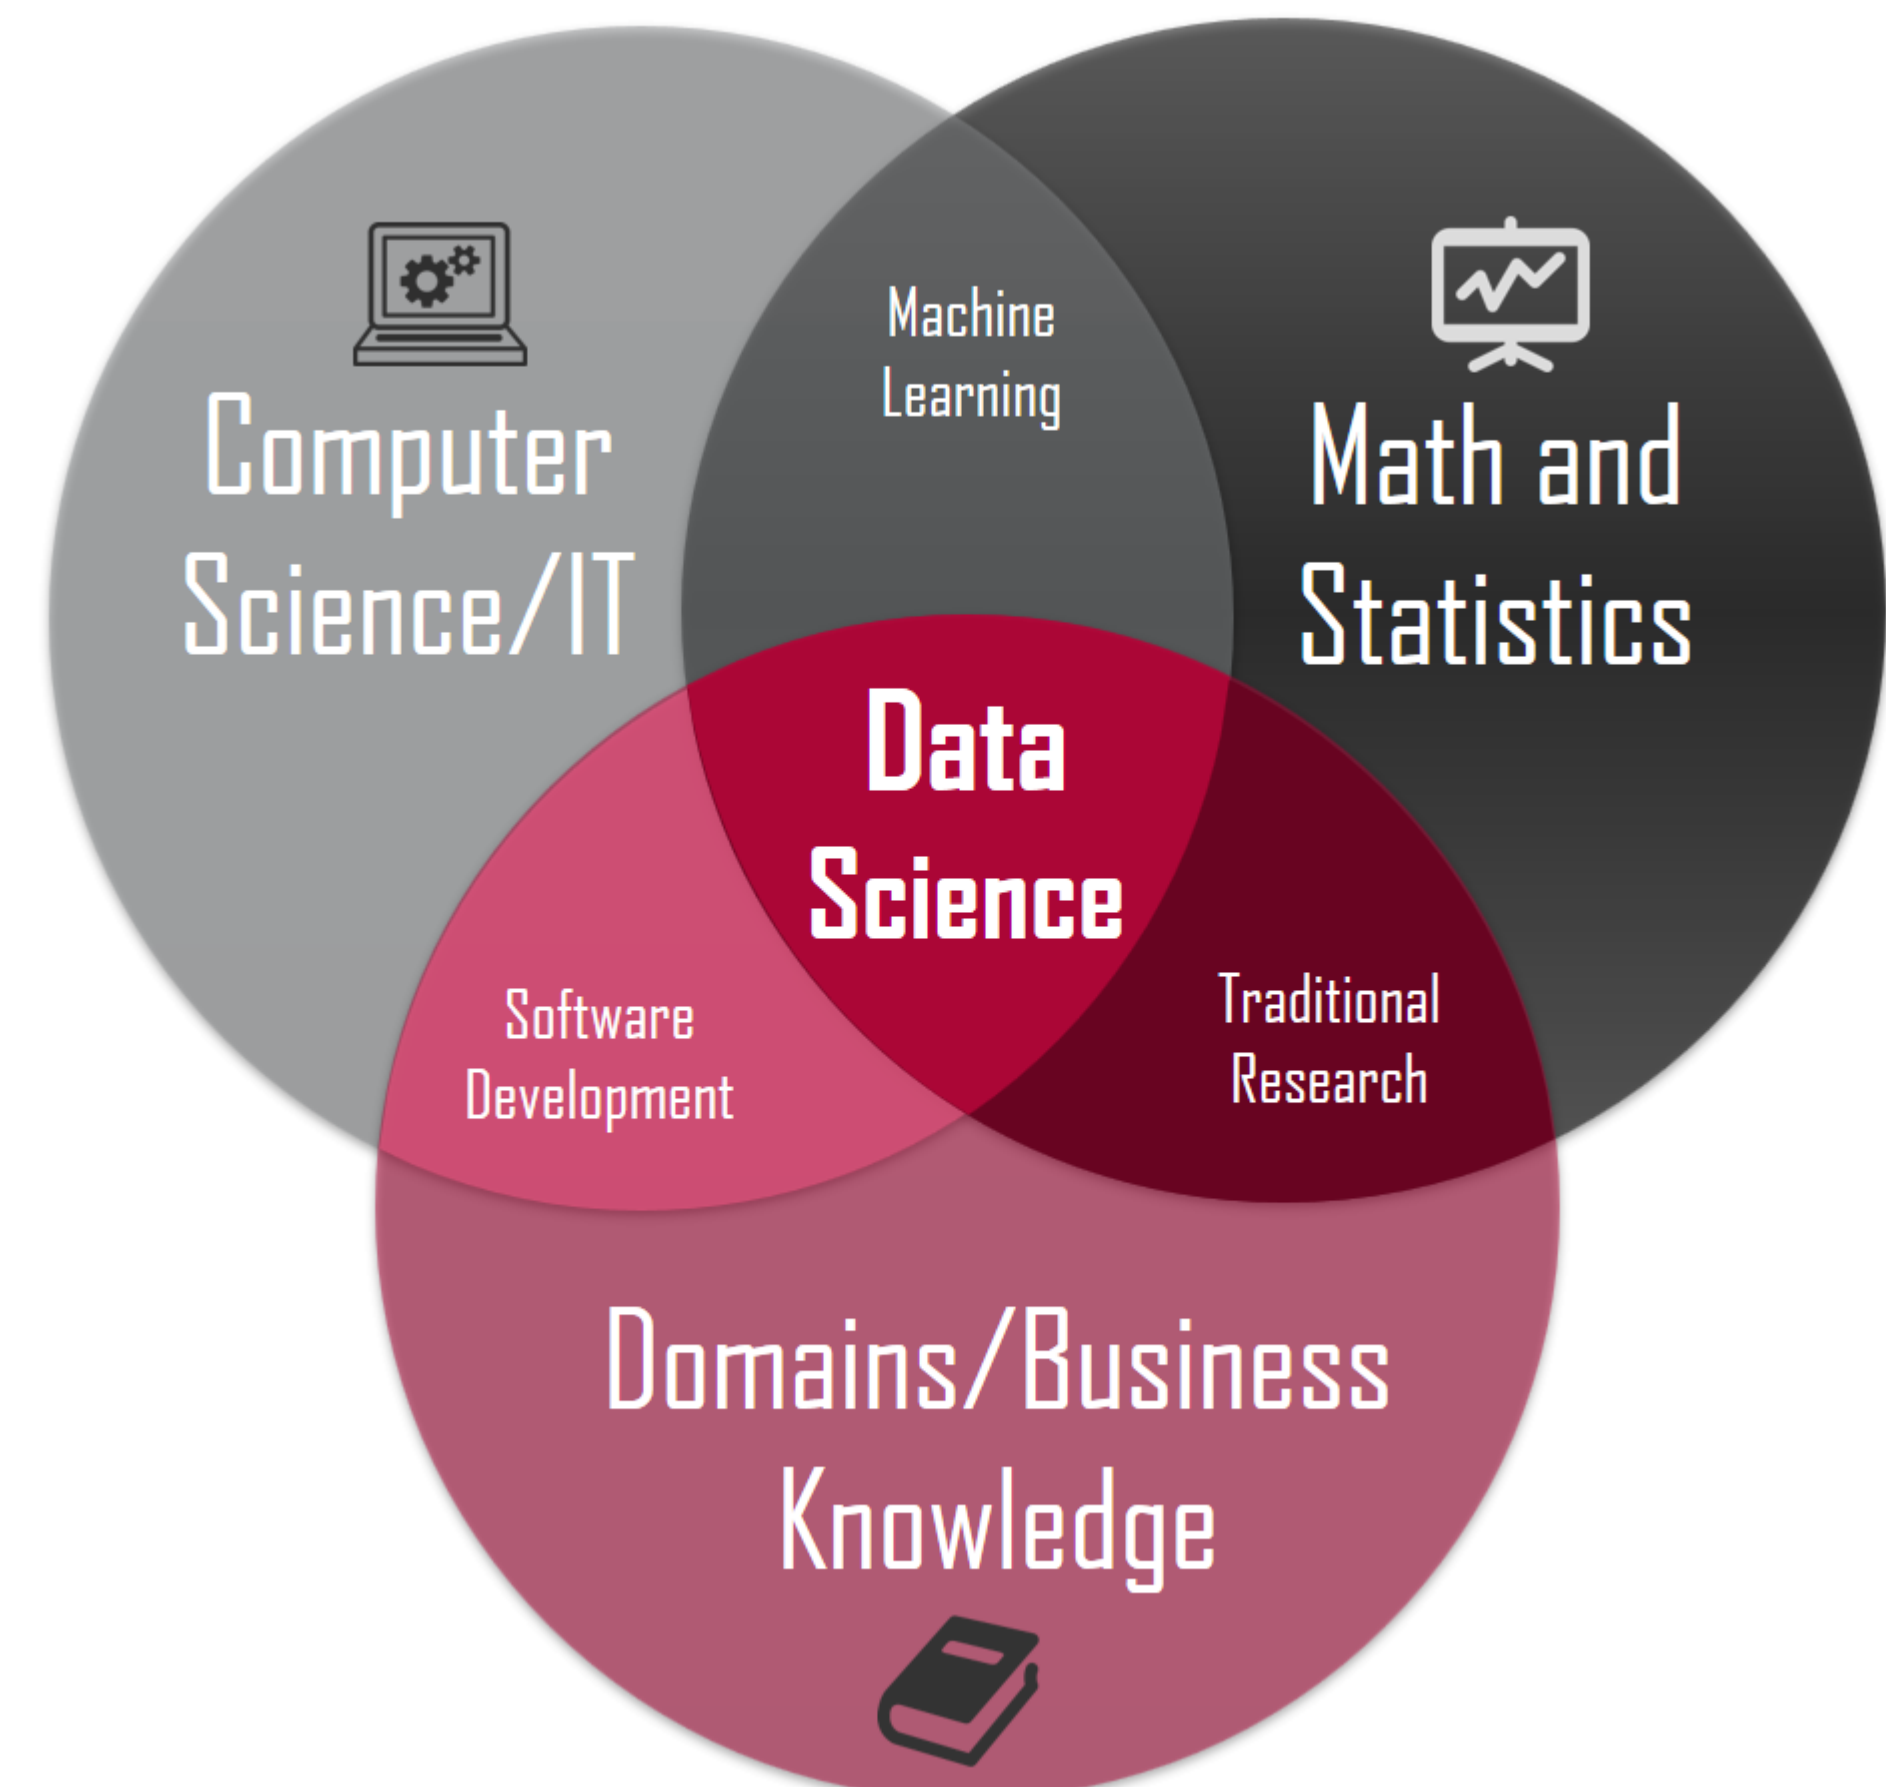 Machine
Learning
Computer
Science/IT
Math and
Statistics
Data
Science
Software
Development
Traditional
Research
Domains/Business
Knowledge